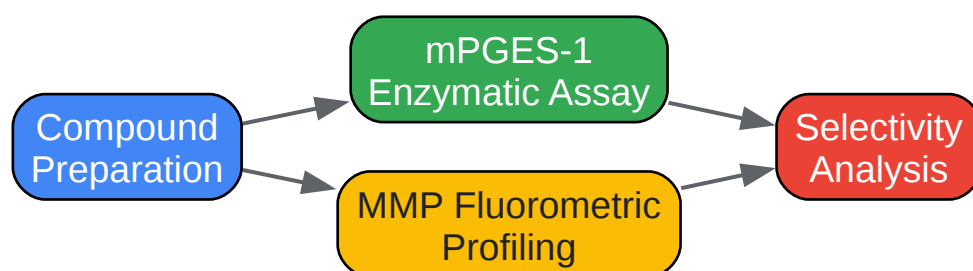 Compound
Preparation
mPGES-1
Enzymatic Assay
MMP Fluorometric
Profiling
Selectivity
Analysis